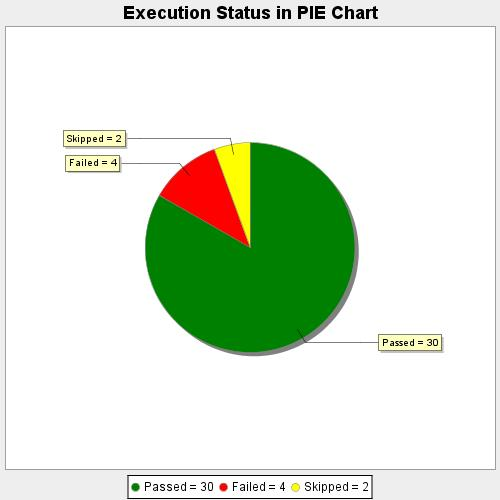 Execution Status in PIE Chart
Skipped = 2
Failed = 4
Passed = 30
Passed = 30 Failed = 4 Skipped = 2